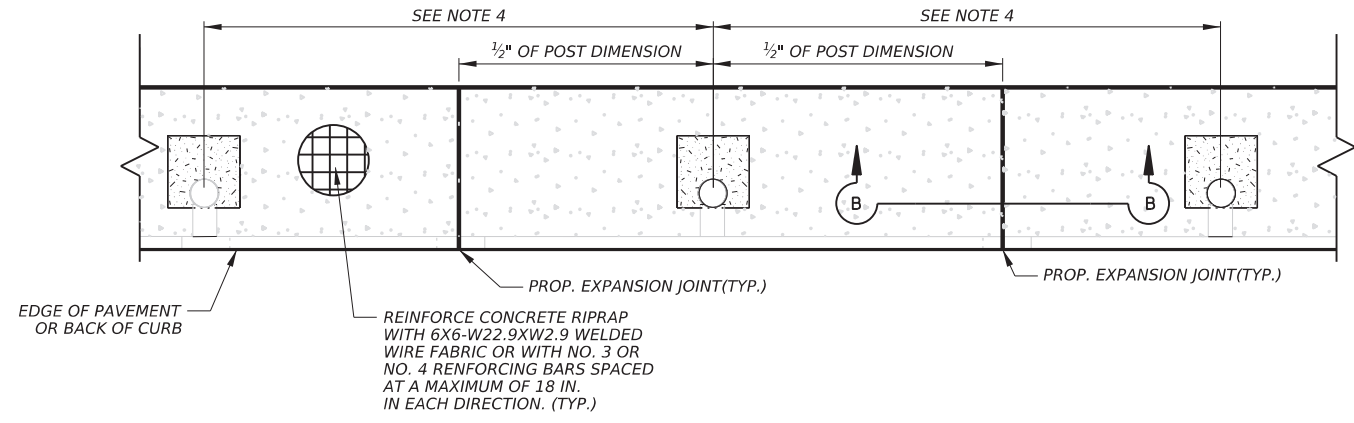 SEE NOTE 4
SEE NOTE 4
½" OF POST DIMENSION
½" OF POST DIMENSION
B
B
PROP. EXPANSION JOINT(TYP.)
PROP. EXPANSION JOINT(TYP.)
EDGE OF PAVEMENT
OR BACK OF CURB
REINFORCE CONCRETE RIPRAP
WITH 6X6-W22.9XW2.9 WELDED
WIRE FABRIC OR WITH NO. 3 OR
NO. 4 RENFORCING BARS SPACED
AT A MAXIMUM OF 18 IN.
IN EACH DIRECTION. (TYP.)